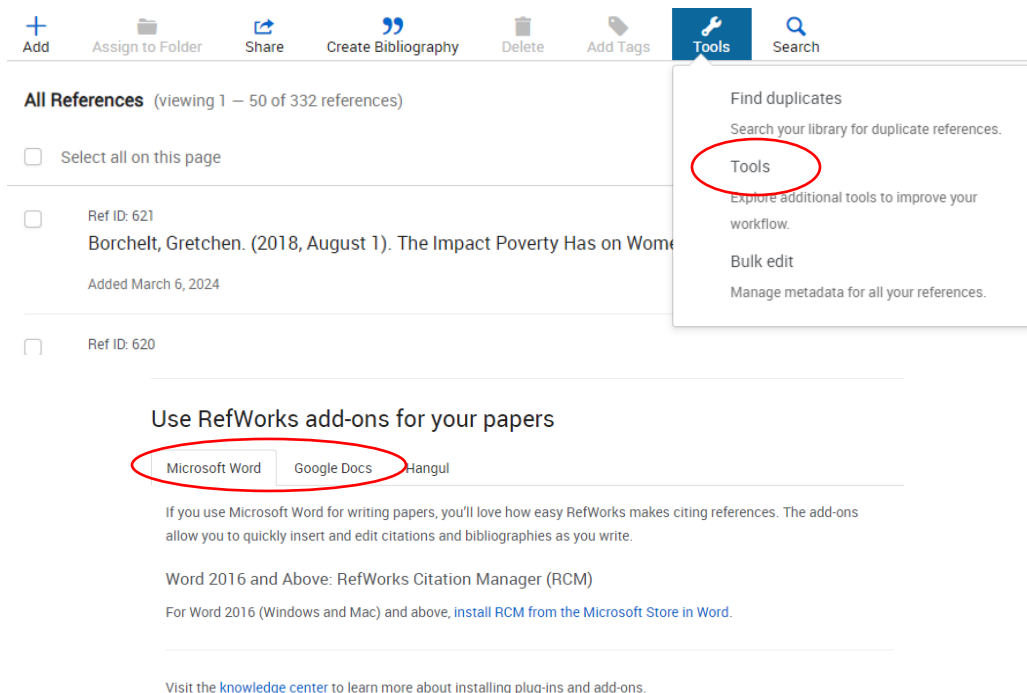 Add Assign to Folder Share Create Bibliography Delete Add Tags Tools Search
All References (viewing 1 — 50 of 332 references)
Select all on this page
Ref ID: 621
Borchelt, Gretchen. (2018, August 1). The Impact Poverty Has on Wome
Added March 6, 2024
Ref ID: 620
Find duplicates
Search your library for duplicate references.
Tools
Explore additional tools to improve your
workflow.
Bulk edit
Manage metadata for all your references.
Use RefWorks add-ons for your papers
Microsoft Word Google Docs Hangul
If you use Microsoft Word for writing papers, you'll love how easy RefWorks makes citing references. The add-ons
allow you to quickly insert and edit citations and bibliographies as you write.
Word 2016 and Above: RefWorks Citation Manager (RCM)
For Word 2016 (Windows and Mac) and above, install RCM from the Microsoft Store in Word.
Visit the knowledge center to learn more about installing plug-ins and add-ons.